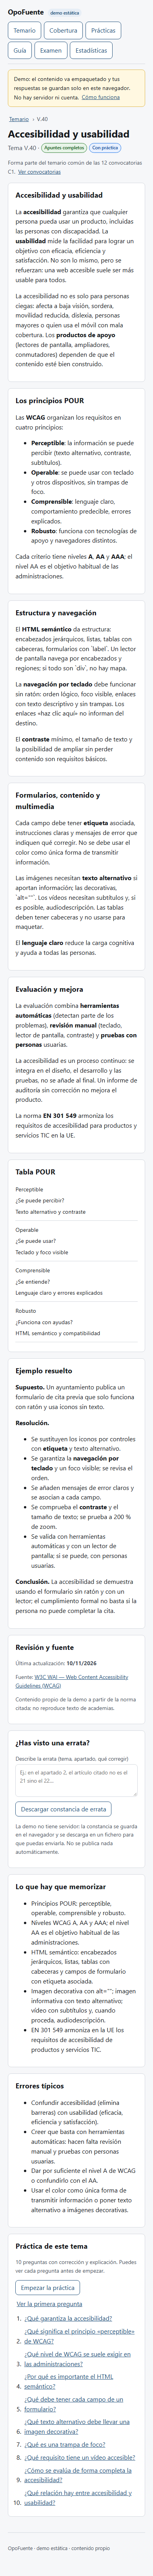 OpoFuente demo estática
Temario Cobertura Prácticas
Guía Examen Estadísticas
Demo: el contenido va empaquetado y tus
respuestas se guardan solo en este navegador.
No hay servidor ni cuenta. Cómo funciona
Temario › V.40
Accesibilidad y usabilidad
Tema V.40 · Apuntes completos Con práctica
Forma parte del temario común de las 12 convocatorias
C1. Ver convocatorias
Accesibilidad y usabilidad
La accesibilidad garantiza que cualquier
persona pueda usar un producto, incluidas
las personas con discapacidad. La
usabilidad mide la facilidad para lograr un
objetivo con eficacia, eficiencia y
satisfacción. No son lo mismo, pero se
refuerzan: una web accesible suele ser más
usable para todos.
La accesibilidad no es solo para personas
ciegas: afecta a baja visión, sordera,
movilidad reducida, dislexia, personas
mayores o quien usa el móvil con mala
cobertura. Los productos de apoyo
(lectores de pantalla, ampliadores,
conmutadores) dependen de que el
contenido esté bien construido.
Los principios POUR
Las WCAG organizan los requisitos en
cuatro principios:
• Perceptible: la información se puede
recibir (texto alternativo, contraste,
subtítulos).
• Operable: se puede usar con teclado
y otros dispositivos, sin trampas de
foco.
• Comprensible: lenguaje claro,
comportamiento predecible, errores
explicados.
• Robusto: funciona con tecnologías de
apoyo y navegadores distintos.
Cada criterio tiene niveles A, AA y AAA; el
nivel AA es el objetivo habitual de las
administraciones.
Estructura y navegación
El HTML semántico da estructura:
encabezados jerárquicos, listas, tablas con
cabeceras, formularios con `label`. Un lector
de pantalla navega por encabezados y
regiones; si todo son `div`, no hay mapa.
La navegación por teclado debe funcionar
sin ratón: orden lógico, foco visible, enlaces
con texto descriptivo y sin trampas. Los
enlaces «haz clic aquí» no informan del
destino.
El contraste mínimo, el tamaño de texto y
la posibilidad de ampliar sin perder
contenido son requisitos básicos.
Formularios, contenido y
multimedia
Cada campo debe tener etiqueta asociada,
instrucciones claras y mensajes de error que
indiquen qué corregir. No se debe usar el
color como única forma de transmitir
información.
Las imágenes necesitan texto alternativo si
aportan información; las decorativas,
`alt=""`. Los vídeos necesitan subtítulos y, si
es posible, audiodescripción. Las tablas
deben tener cabeceras y no usarse para
maquetar.
El lenguaje claro reduce la carga cognitiva
y ayuda a todas las personas.
Evaluación y mejora
La evaluación combina herramientas
automáticas (detectan parte de los
problemas), revisión manual (teclado,
lector de pantalla, contraste) y pruebas con
personas usuarias.
La accesibilidad es un proceso continuo: se
integra en el diseño, el desarrollo y las
pruebas, no se añade al final. Un informe de
auditoría sin corrección no mejora el
producto.
La norma EN 301 549 armoniza los
requisitos de accesibilidad para productos y
servicios TIC en la UE.
Tabla POUR
Perceptible
¿Se puede percibir?
Texto alternativo y contraste
Operable
¿Se puede usar?
Teclado y foco visible
Comprensible
¿Se entiende?
Lenguaje claro y errores explicados
Robusto
¿Funciona con ayudas?
HTML semántico y compatibilidad
Ejemplo resuelto
Supuesto. Un ayuntamiento publica un
formulario de cita previa que solo funciona
con ratón y usa iconos sin texto.
Resolución.
• Se sustituyen los iconos por controles
con etiqueta y texto alternativo.
• Se garantiza la navegación por
teclado y un foco visible; se revisa el
orden.
• Se añaden mensajes de error claros y
se asocian a cada campo.
• Se comprueba el contraste y el
tamaño de texto; se prueba a 200 %
de zoom.
• Se valida con herramientas
automáticas y con un lector de
pantalla; si se puede, con personas
usuarias.
Conclusión. La accesibilidad se demuestra
usando el formulario sin ratón y con un
lector; el cumplimiento formal no basta si la
persona no puede completar la cita.
Revisión y fuente
Última actualización: 10/11/2026
Fuente: W3C WAI — Web Content Accessibility
Guidelines (WCAG)
Contenido propio de la demo a partir de la norma
citada; no reproduce texto de academias.
¿Has visto una errata?
Describe la errata (tema, apartado, qué corregir)
Ej.: en el apartado 2, el artículo citado no es el
21 sino el 22...
Descargar constancia de errata
La demo no tiene servidor: la constancia se guarda
en el navegador y se descarga en un fichero para
que puedas enviarla. No se publica nada
automáticamente.
Lo que hay que memorizar
• Principios POUR: perceptible,
operable, comprensible y robusto.
• Niveles WCAG A, AA y AAA; el nivel
AA es el objetivo habitual de las
administraciones.
• HTML semántico: encabezados
jerárquicos, listas, tablas con
cabeceras y campos de formulario
con etiqueta asociada.
• Imagen decorativa con alt=""; imagen
informativa con texto alternativo;
vídeo con subtítulos y, cuando
proceda, audiodescripción.
• EN 301 549 armoniza en la UE los
requisitos de accesibilidad de
productos y servicios TIC.
Errores típicos
• Confundir accesibilidad (elimina
barreras) con usabilidad (eficacia,
eficiencia y satisfacción).
• Creer que basta con herramientas
automáticas: hacen falta revisión
manual y pruebas con personas
usuarias.
• Dar por suficiente el nivel A de WCAG
o confundirlo con el AA.
• Usar el color como única forma de
transmitir información o poner texto
alternativo a imágenes decorativas.
Práctica de este tema
10 preguntas con corrección y explicación. Puedes
ver cada pregunta antes de empezar.
Empezar la práctica
Ver la primera pregunta
1. ¿Qué garantiza la accesibilidad?
2. ¿Qué significa el principio «perceptible»
de WCAG?
3. ¿Qué nivel de WCAG se suele exigir en
las administraciones?
4. ¿Por qué es importante el HTML
semántico?
5. ¿Qué debe tener cada campo de un
formulario?
6. ¿Qué texto alternativo debe llevar una
imagen decorativa?
7. ¿Qué es una trampa de foco?
8. ¿Qué requisito tiene un vídeo accesible?
9. ¿Cómo se evalúa de forma completa la
accesibilidad?
10. ¿Qué relación hay entre accesibilidad y
usabilidad?
OpoFuente · demo estática · contenido propio